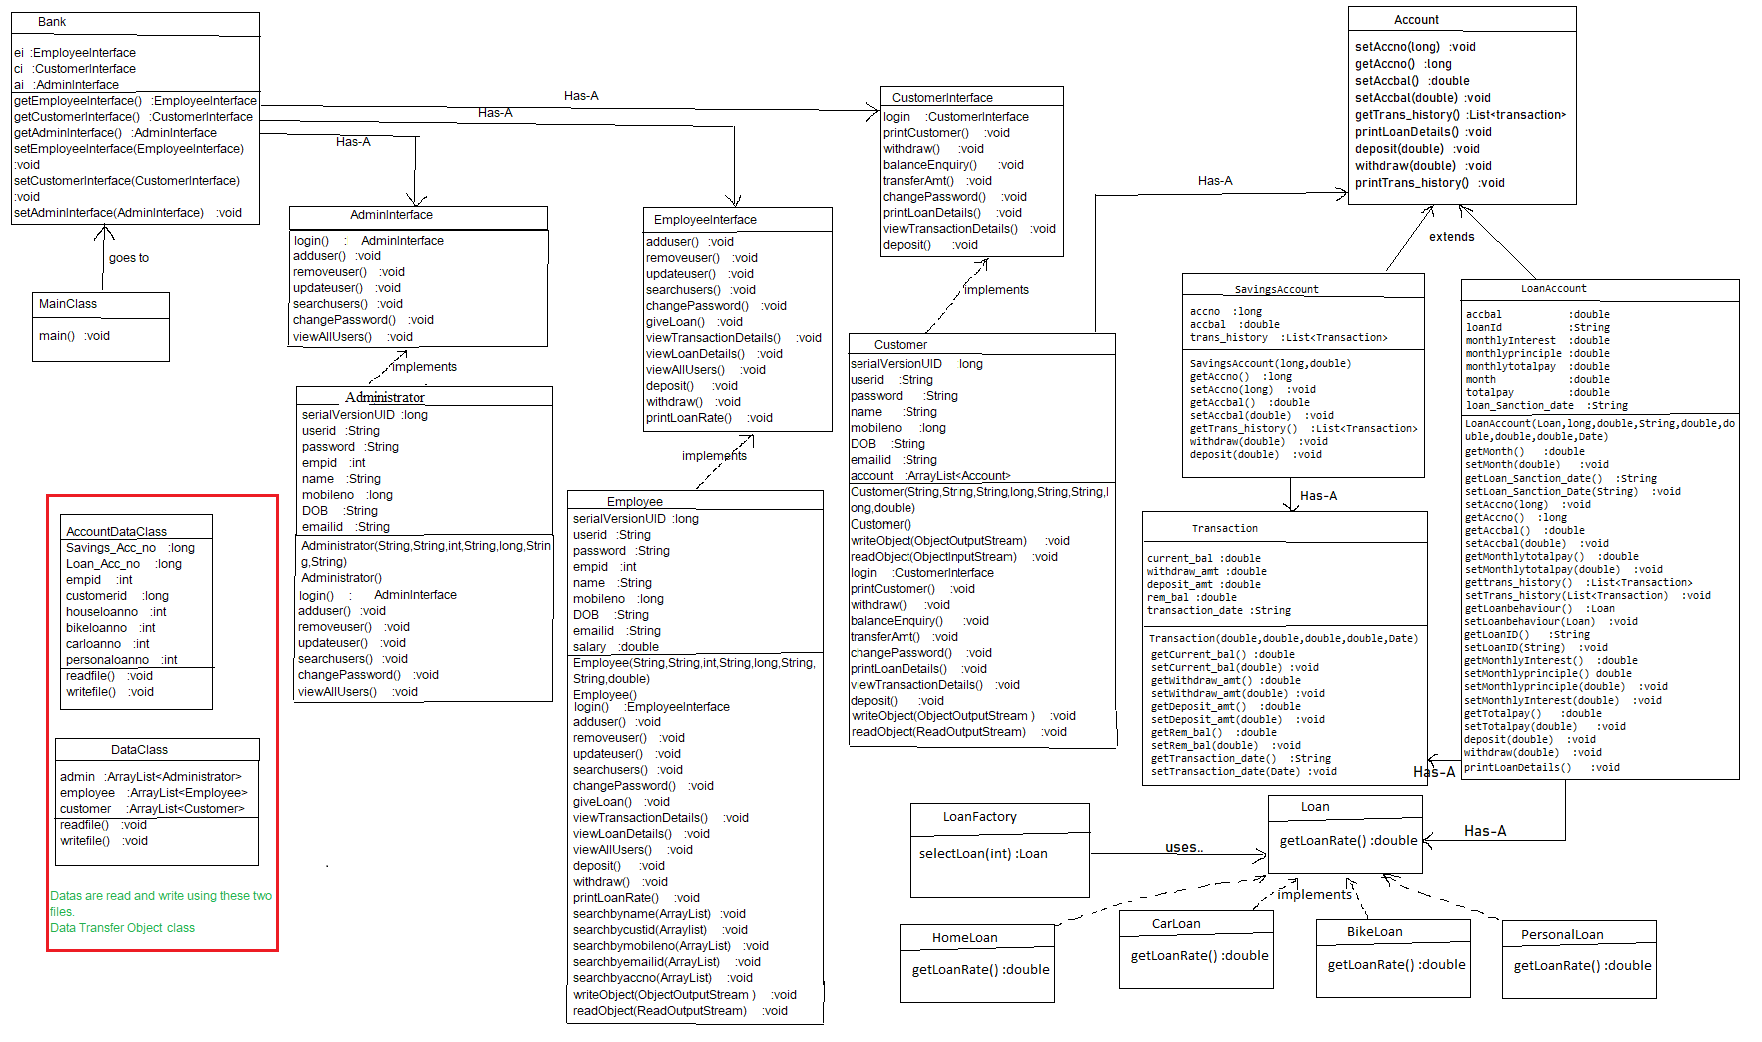 Bank
ei :EmployeeInterface
ci :CustomerInterface
ai :AdminInterface
getEmployeeInterface() :EmployeeInterface
getCustomerInterface() :CustomerInterface
getAdminInterface() :AdminInterface
setEmployeeInterface(EmployeeInterface)
:void
setCustomerInterface(CustomerInterface)
:void
setAdminInterface(AdminInterface) :void
goes to
MainClass
main() :void
Has-A
Has-A
Has-A
AdminInterface
login() : AdminInterface
adduser() :void
removeuser() :void
updateuser() :void
searchusers() :void
changePassword() :void
viewAllUsers() :void
implements
Administrator
serialVersionUID :long
userid :String
password :String
empid :int
name :String
mobileno :long
DOB :String
emailid :String
Administrator(String,String,int,String,long,Strin
g,String)
Administrator()
login() : AdminInterface
adduser() :void
removeuser() :void
updateuser() :void
searchusers() :void
changePassword() :void
viewAllUsers() :void
EmployeeInterface
adduser() :void
removeuser() :void
updateuser() :void
searchusers() :void
changePassword() :void
giveLoan() :void
viewTransactionDetails() :void
viewLoanDetails() :void
viewAllUsers() :void
deposit() :void
withdraw() :void
printLoanRate() :void
implements
Employee
serialVersionUID :long
userid :String
password :String
empid :int
name :String
mobileno :long
DOB :String
emailid :String
salary :double
Employee(String,String,int,String,long,String,
String,double)
Employee()
login() :EmployeeInterface
adduser() :void
removeuser() :void
updateuser() :void
searchusers() :void
changePassword() :void
giveLoan() :void
viewTransactionDetails() :void
viewLoanDetails() :void
viewAllUsers() :void
deposit() :void
withdraw() :void
printLoanRate() :void
searchbyname(ArrayList) :void
searchbycustid(Arraylist) :void
searchbymobileno(ArrayList) :void
searchbyemailid(ArrayList) :void
searchbyaccno(ArrayList) :void
writeObject(ObjectOutputStream ) :void
readObject(ReadOutputStream) :void
CustomerInterface
login :CustomerInterface
printCustomer() :void
withdraw() :void
balanceEnquiry() :void
transferAmt() :void
changePassword() :void
printLoanDetails() :void
viewTransactionDetails() :void
deposit() :void
implements
Customer
serialVersionUID long
userid :String
password :String
name :String
mobileno :long
DOB :String
emailid :String
account :ArrayList<Account>
Customer(String,String,String,long,String,String,l
ong,double)
Customer()
writeObject(ObjectOutputStream) :void
readObject(ObjectInputStream) :void
login :CustomerInterface
printCustomer() :void
withdraw() :void
balanceEnquiry() :void
transferAmt() :void
changePassword() :void
printLoanDetails() :void
viewTransactionDetails() :void
deposit() :void
writeObject(ObjectOutputStream ) :void
readObject(ReadOutputStream) :void
Has-A
Account
setAccno(long) :void
getAccno() :long
setAccbal() :double
setAccbal(double) :void
getTrans_history() :List<transaction>
printLoanDetails() :void
deposit(double) :void
withdraw(double) :void
printTrans_history() :void
extends
SavingsAccount
accno :long
accbal :double
trans_history :List<Transaction>
SavingsAccount(long,double)
getAccno() :long
setAccno(long) :void
getAccbal() :double
setAccbal(double) :void
getTrans_history() :List<Transaction>
withdraw(double) :void
deposit(double) :void
Has-A
Transaction
current_bal :double
withdraw_amt :double
deposit_amt :double
rem_bal :double
transaction_date :String
Transaction(double,double,double,double,Date)
getCurrent_bal() :double
setCurrent_bal(double) :void
getWithdraw_amt() :double
setWithdraw_amt(double) :void
getDeposit_amt() :double
setDeposit_amt(double) :void
getRem_bal() :double
setRem_bal(double) :void
getTransaction_date() :String
setTransaction_date(Date) :void
LoanAccount
accbal :double
loanId :String
monthlyInterest :double
monthlyprinciple :double
monthlytotalpay :double
month :double
totalpay :double
loan_Sanction_date :String
LoanAccount(Loan,long,double,String,double,do
uble,double,double,Date)
getMonth() :double
setMonth(double) :void
getLoan_Sanction_date() :String
setLoan_Sanction_Date(String) :void
setAccno(long) :void
getAccno() :long
getAccbal() :double
setAccbal(double) :void
getMonthlytotalpay() :double
setMonthlytotalpay(double) :void
gettrans_history() :List<Transaction>
setTrans_history(List<Transaction) :void
getLoanbehaviour() :Loan
setLoanbehaviour(Loan) :void
getLoanID() :String
setLoanID(String) :void
getMonthlyInterest() :double
setMonthlyprinciple() double
setMonthlyprinciple(double) :void
setMonthlyInterest(double) :void
getTotalpay() :double
setTotalpay(double) :void
deposit(double) :void
withdraw(double) :void
printLoanDetails() :void
Has-A
Has-A
AccountDataClass
Savings_Acc_no :long
Loan_Acc_no :long
empid :int
customerid :long
houseloanno :int
bikeloanno :int
carloanno :int
personaloanno :int
readfile() :void
writefile() :void
DataClass
admin :ArrayList<Administrator>
employee :ArrayList<Employee>
customer :ArrayList<Customer>
readfile() :void
writefile() :void
Datas are read and write using these two
files.
Data Transfer Object class
LoanFactory
selectLoan(int) :Loan
uses..
Loan
getLoanRate() :double
implements
HomeLoan
getLoanRate() :double
CarLoan
getLoanRate() :double
BikeLoan
getLoanRate() :double
PersonalLoan
getLoanRate() :double